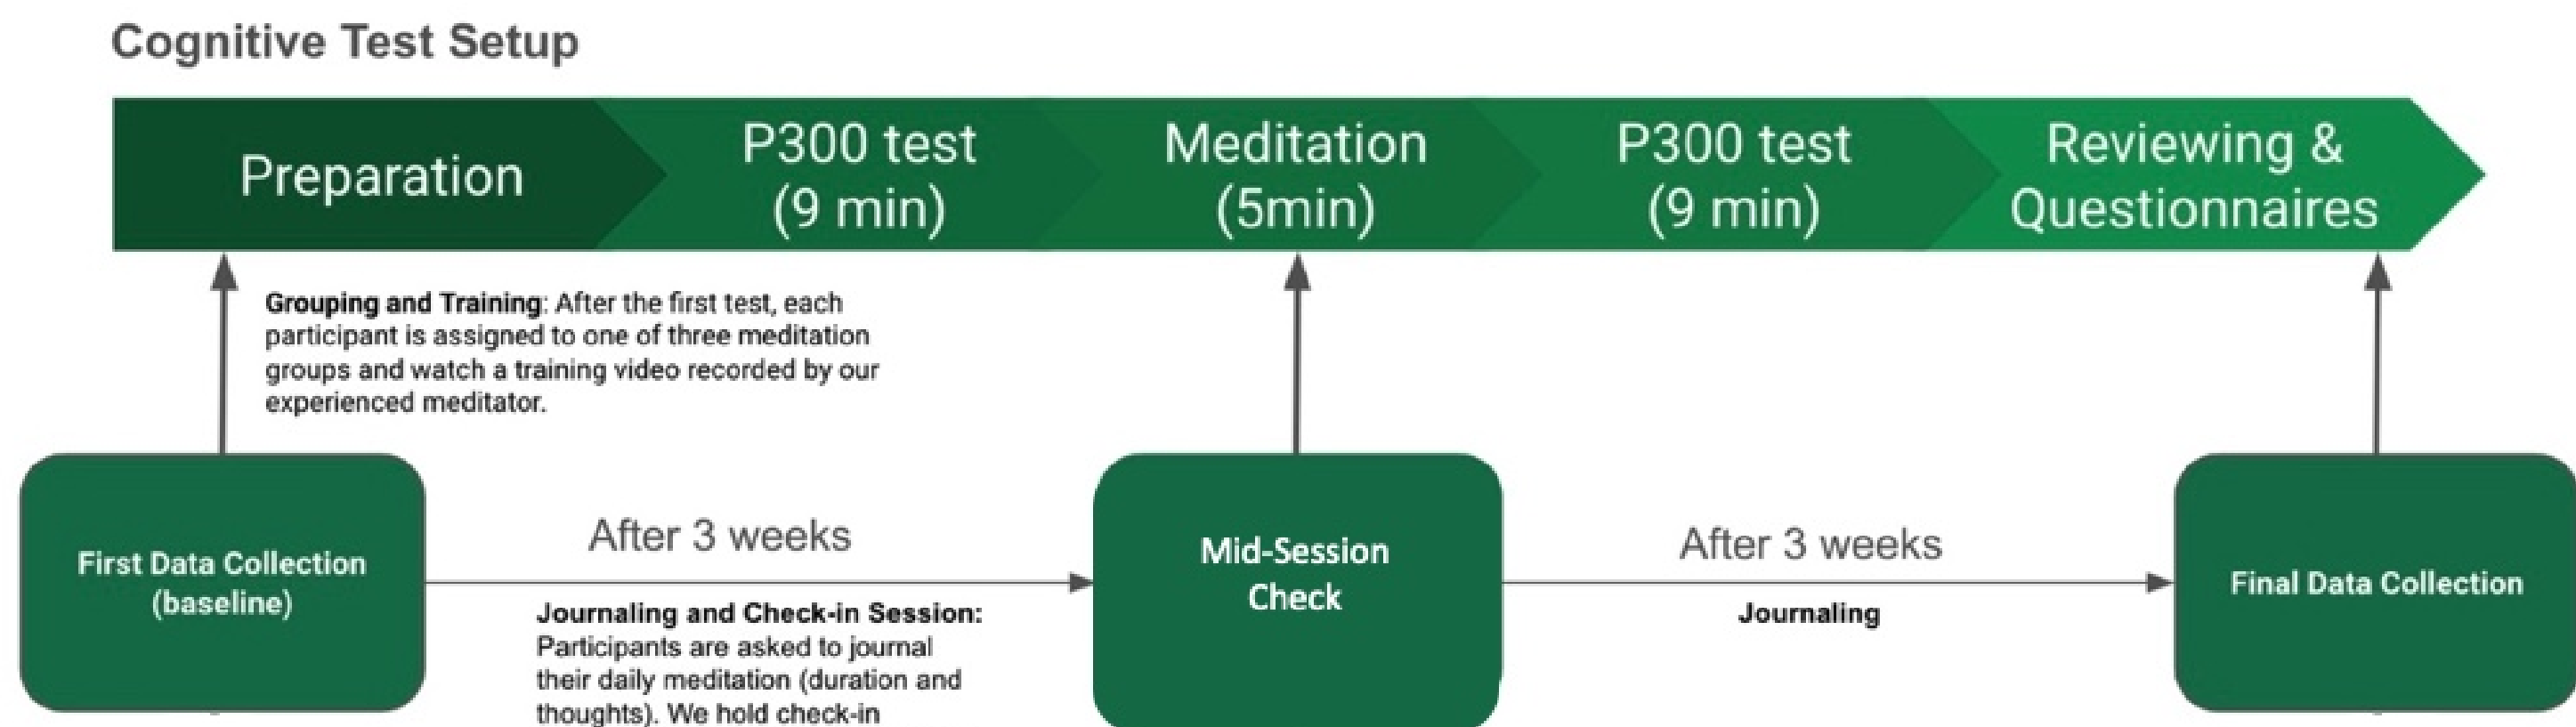 Cognitive Test Setup
Preparation
P300 test
(9 min)
Meditation
(5min)
P300 test
(9 min)
Reviewing &
Questionnaires
Grouping and Training: After the first test, each
participant is assigned to one of three meditation
groups and watch a training video recorded by our
experienced meditator.
First Data Collection
(baseline)
After 3 weeks
Journaling and Check-in Session:
Participants are asked to journal
their daily meditation (duration and
thoughts). We hold check-in
Mid-Session
Check
After 3 weeks
Journaling
Final Data Collection